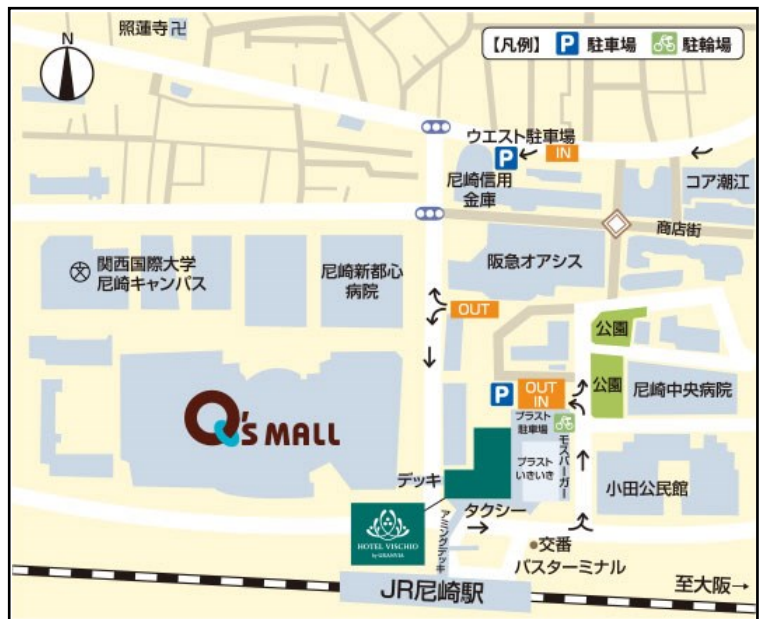 N
照蓮寺卍
【凡例】 P 駐車場 駐輪場
ウエスト駐車場
P
IN
尼崎信用
金庫
コア潮江
商店街
関西国際大学
尼崎キャンパス
尼崎新都心
病院
阪急オアシス
OUT
公園
公園
尼崎中央病院
P
OUT
IN
プラスト
駐車場
プラスト
いきいき
モスバーガー
Q'S MALL
小田公民館
デッキ
タクシー
HOTEL VISCHIO
by GRANVIA
アミングデッキ
交番
バスターミナル
JR尼崎駅
至大阪→